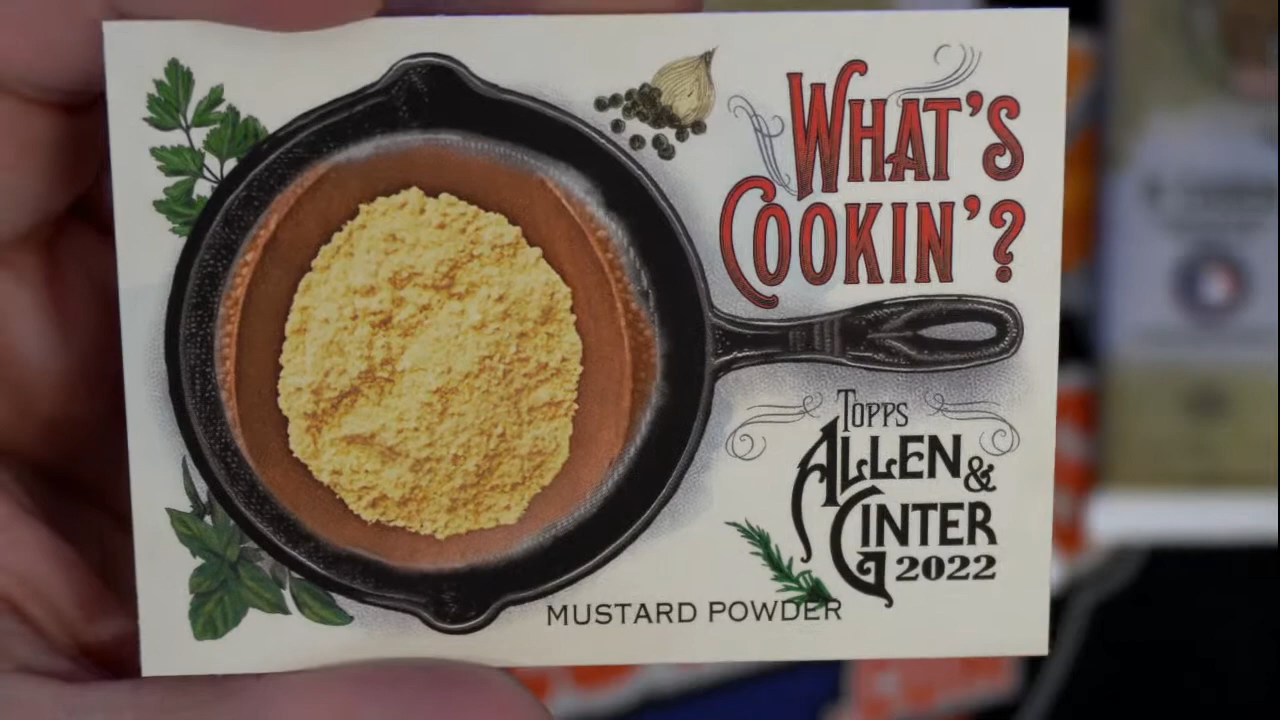 WHAT'S
COOKIN'?
TOPPS
ALLEN &
GINTER
2022
MUSTARD POWDER